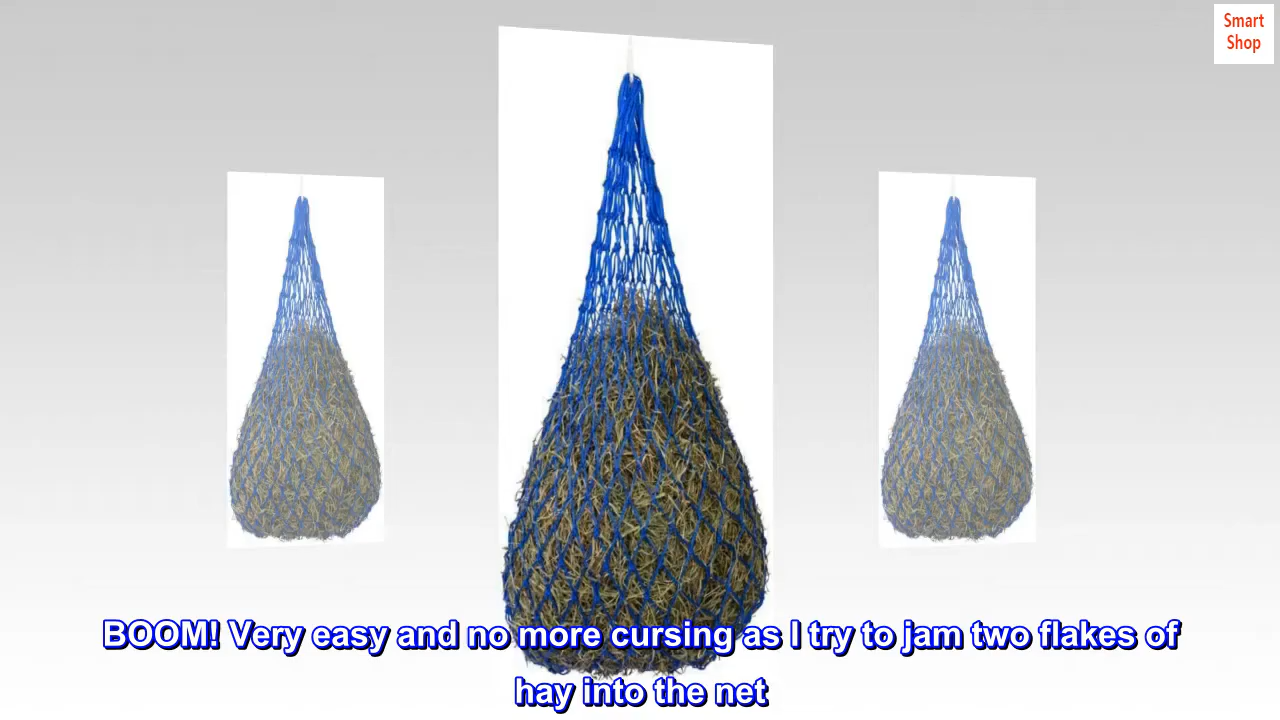 Smart
Shop
BOOM! Very easy and no more cursing as I try to jam two flakes of
hay into the net